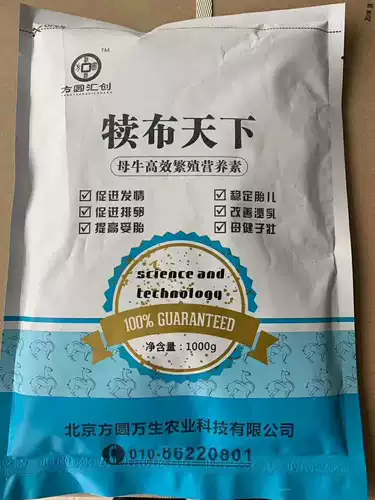 TM
方圆汇创
犊布天下
母牛高效繁殖营养素
促进发情
稳定胎儿
促进排卵
改善泌乳
提高受胎
母健子壮
science and
technology
100% GUARANTEED
净含量：1000g
北京方圆万生农业科技有限公司
010-86220801